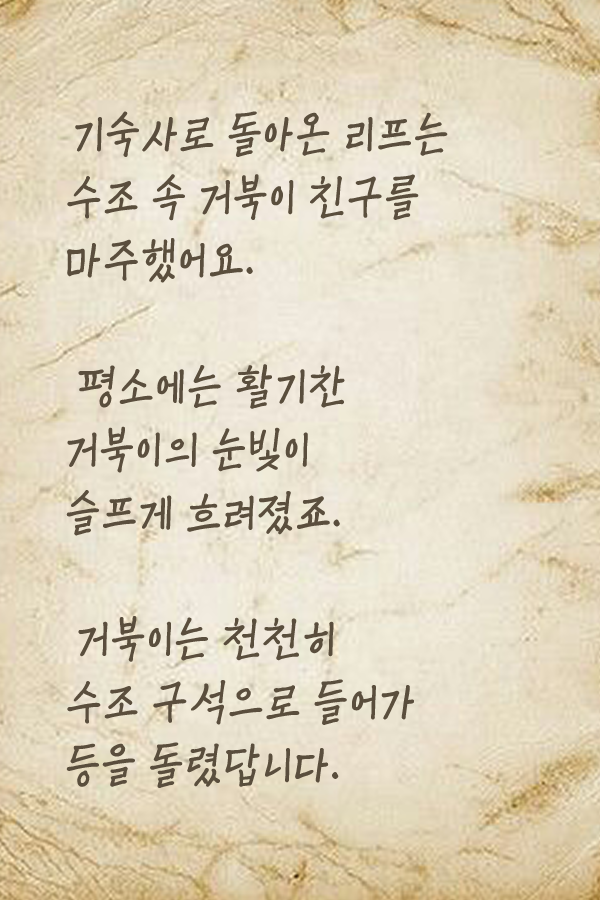 기숙사로 돌아온 리프는
수조 속 거북이 친구를
마주했어요.
평소에는 활기찬
거북이의 눈빛이
슬프게 흐려졌죠.
거북이는 천천히
수조 구석으로 들어가
등을 돌렸답니다.